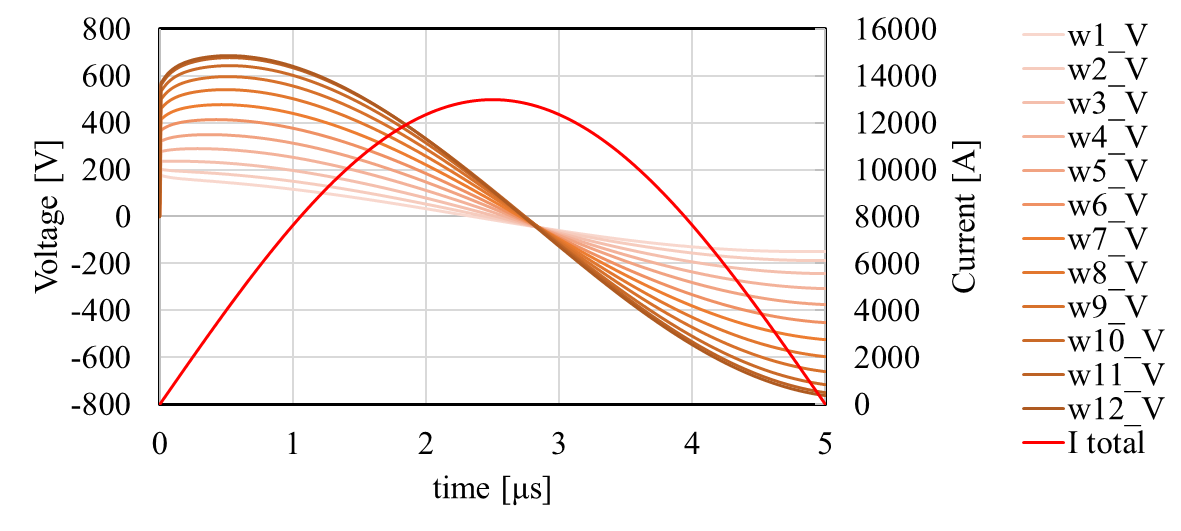 800
600
400
200
0
-200
-400
-600
-800
Voltage [V]
16000
14000
12000
10000
8000
6000
4000
2000
0
Current [A]
0 1 2 3 4 5
time [μs]
w1_V
w2_V
w3_V
w4_V
w5_V
w6_V
w7_V
w8_V
w9_V
w10_V
w11_V
w12_V
I total